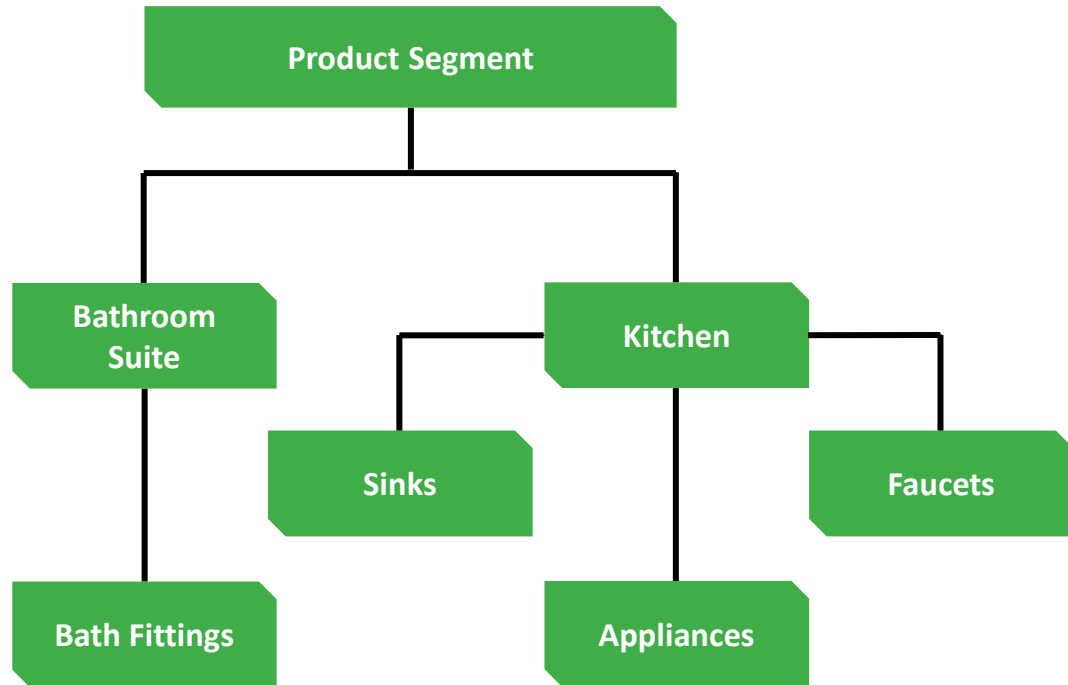 Product Segment
Bathroom
Suite
Kitchen
Sinks
Faucets
Bath Fittings
Appliances